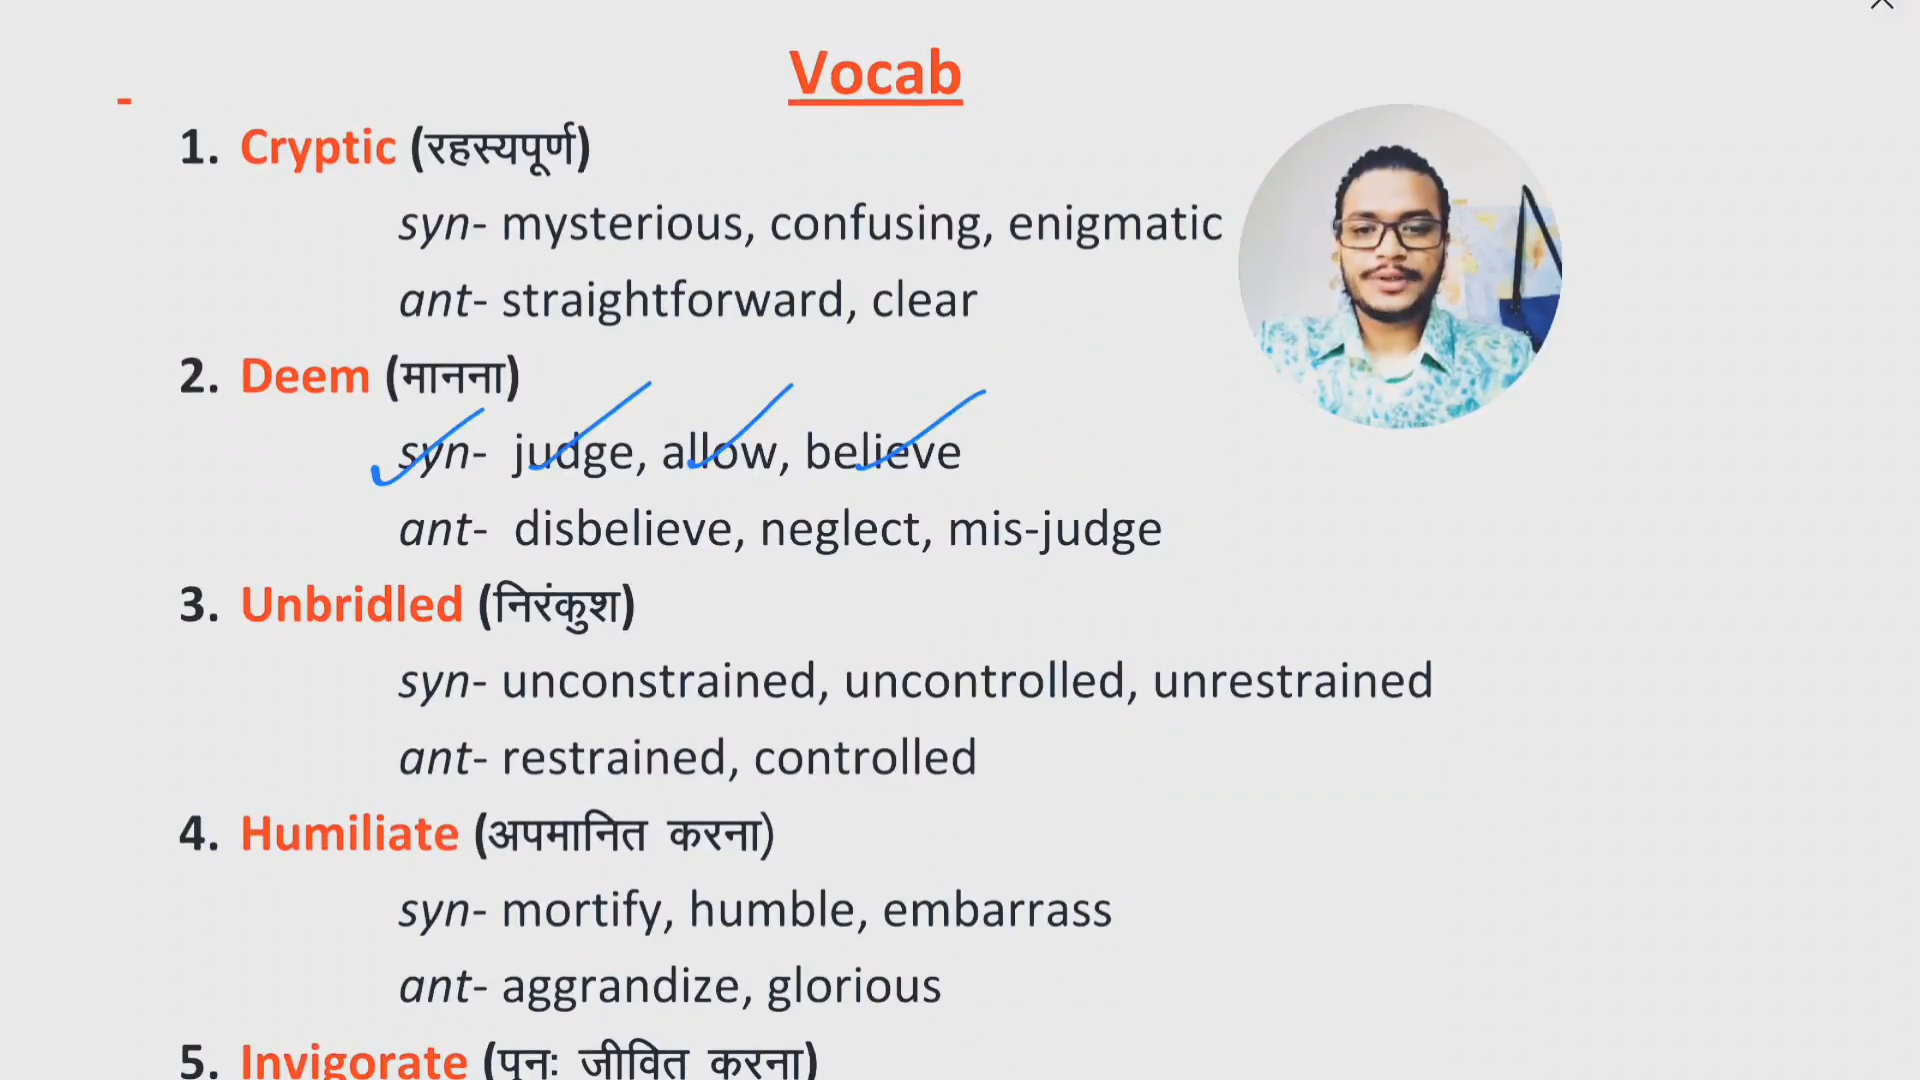 Vocab
-
1. Cryptic (रहस्यपूर्ण)
syn- mysterious, confusing, enigmatic
ant- straightforward, clear
2. Deem (मानना)
syn- judge, allow, believe
ant- disbelieve, neglect, mis-judge
3. Unbridled (निरंकुश)
syn- unconstrained, uncontrolled, unrestrained
ant- restrained, controlled
4. Humiliate (अपमानित करना)
syn- mortify, humble, embarrass
ant- aggrandize, glorious
5. Invigorate (पुनः जीवित करना)